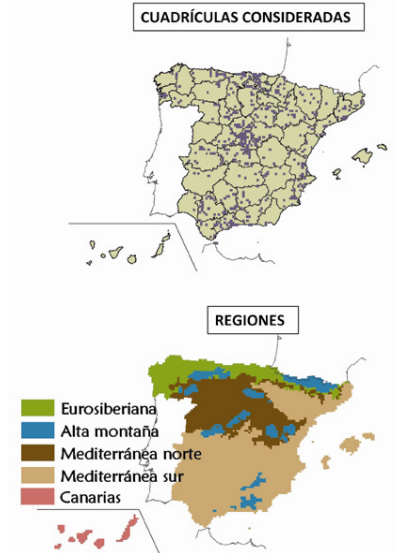 CUADRÍCULAS CONSIDERADAS
REGIONES
Eurosiberiana
Alta montaña
Mediterránea norte
Mediterránea sur
Canarias